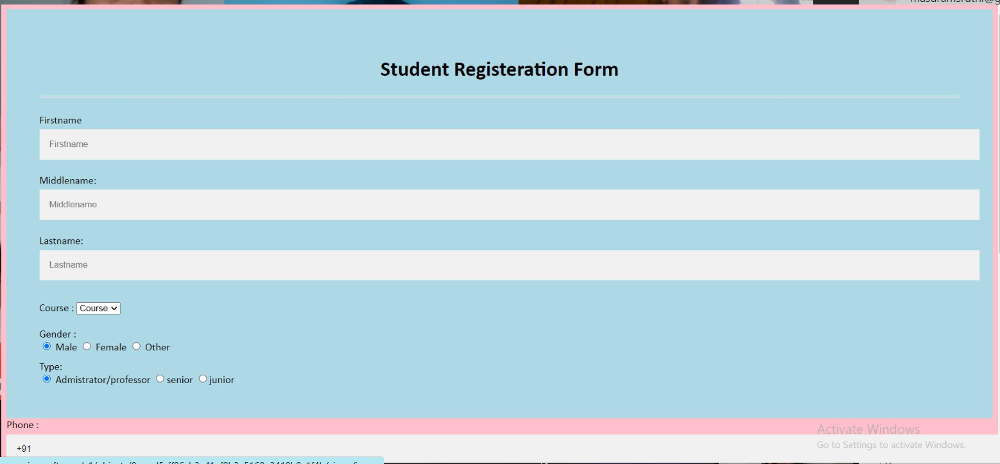 Student Registeration Form
Firstname
Firstname
Middlename:
Middlename
Lastname:
Lastname
Course : Course
Gender :
Male Female Other
Type:
Admistrator/professor senior junior
Phone :
+91
Activate Windows
Go to Settings to activate Windows.